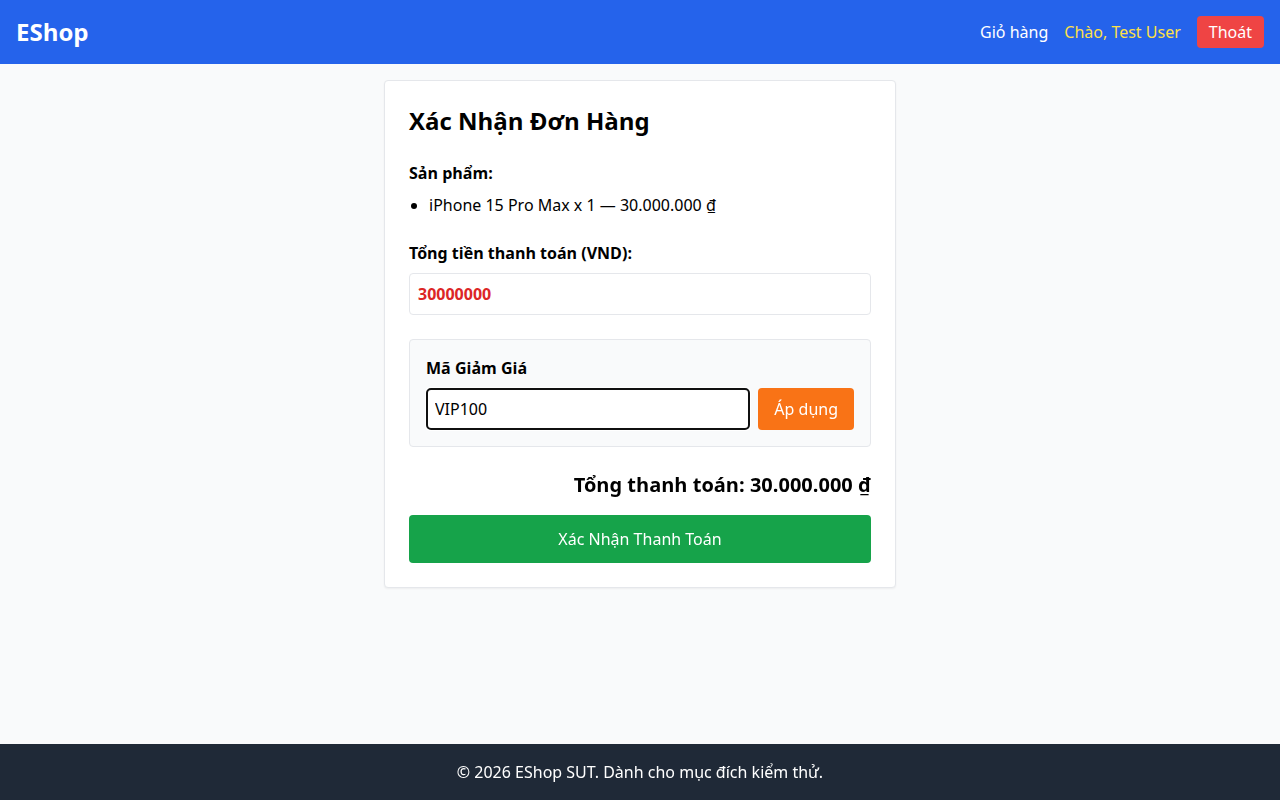 EShop
Giỏ hàng Chào, Test User Thoát
Xác Nhận Đơn Hàng
Sản phẩm:
• iPhone 15 Pro Max x 1 — 30.000.000 ₫
Tổng tiền thanh toán (VND):
30000000
Mã Giảm Giá
VIP100 Áp dụng
Tổng thanh toán: 30.000.000 ₫
Xác Nhận Thanh Toán
© 2026 EShop SUT. Dành cho mục đích kiểm thử.